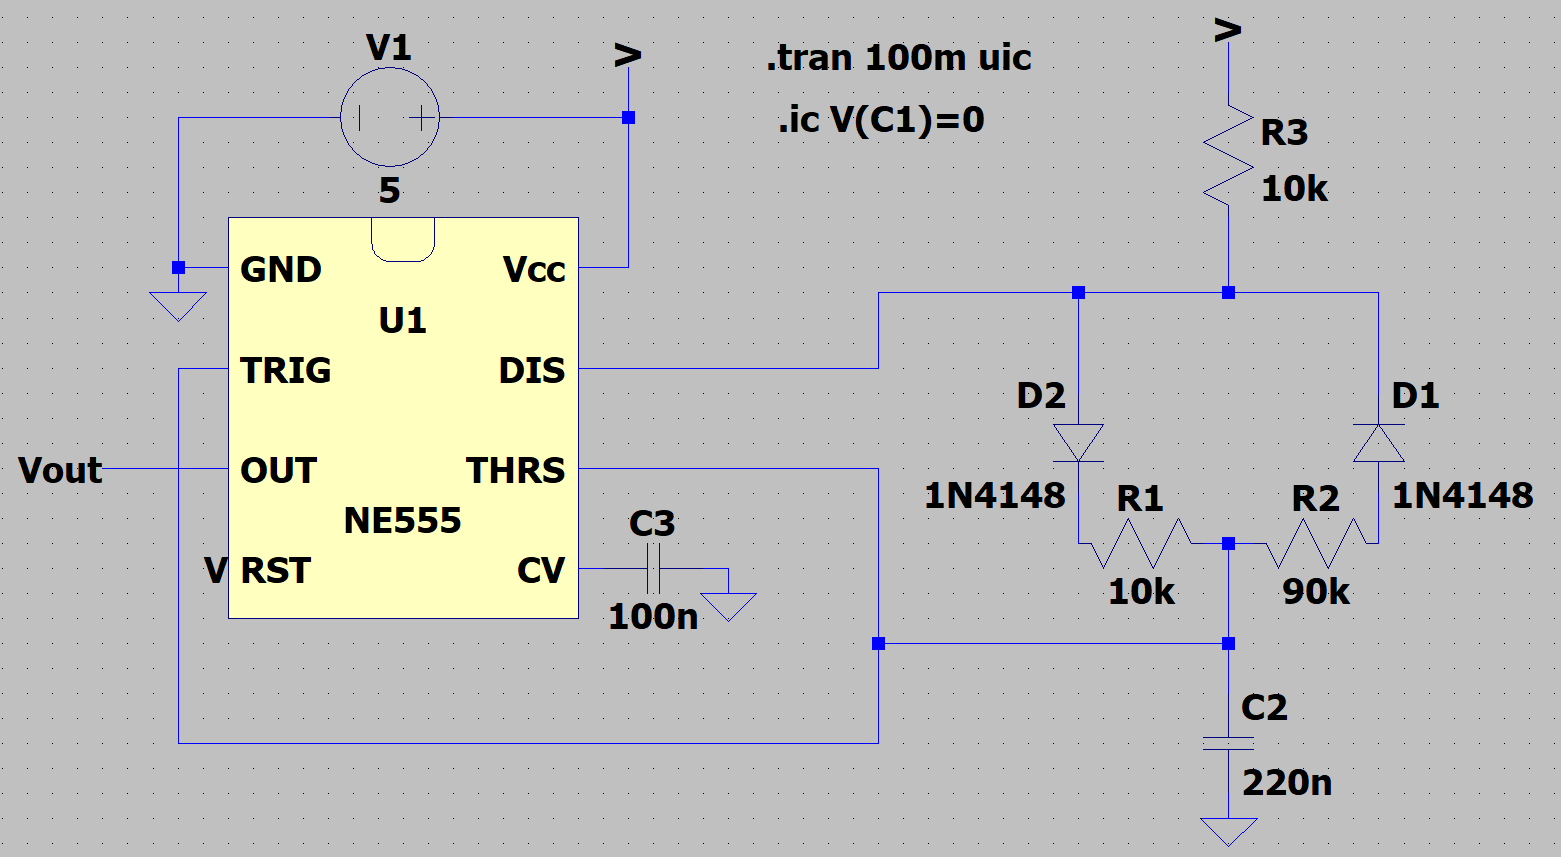 V1
V
.tran 100m uic
V
.ic V(C1)=0
R3
10k
5
GND
Vcc
U1
TRIG
DIS
D2
D1
Vout
OUT
THRS
1N4148
R1
R2
1N4148
NE555
C3
V
RST
CV
10k
90k
100n
C2
220n